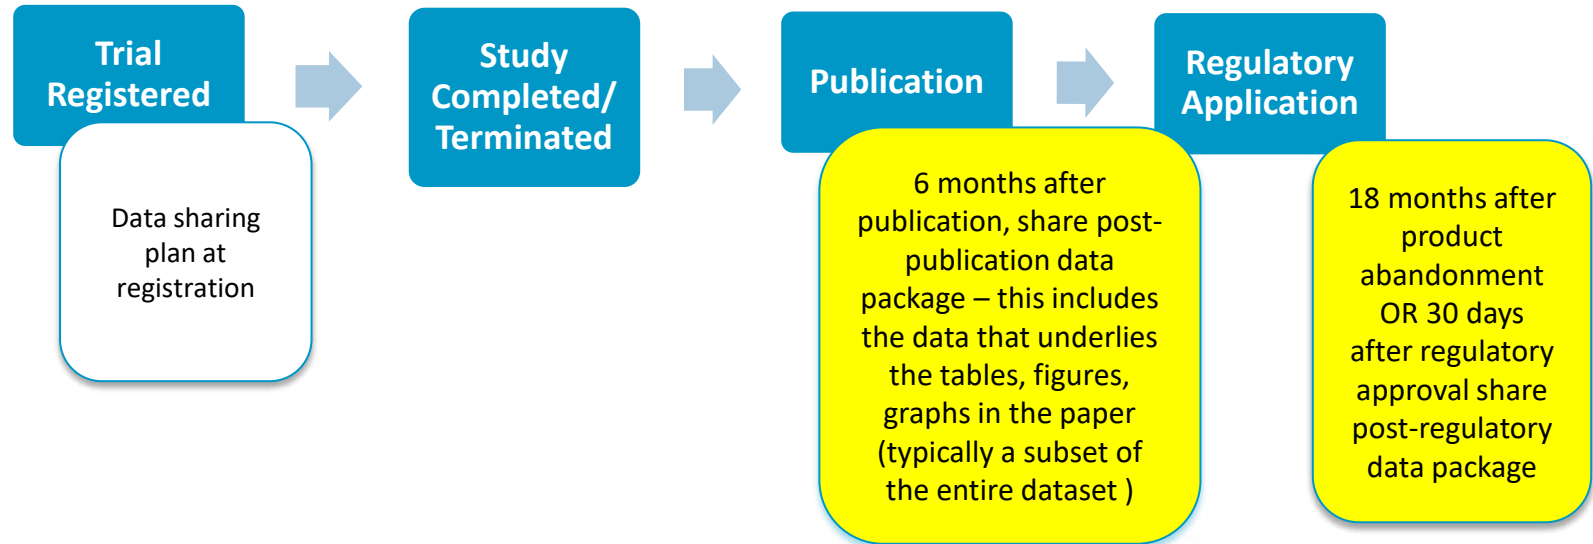 Trial
Registered
Data sharing
plan at
registration
Study
Completed/
Terminated
Publication
6 months after
publication, share post-
publication data
package – this includes
the data that underlies
the tables, figures,
graphs in the paper
(typically a subset of
the entire dataset )
Regulatory
Application
18 months after
product
abandonment
OR 30 days
after regulatory
approval share
post-regulatory
data package